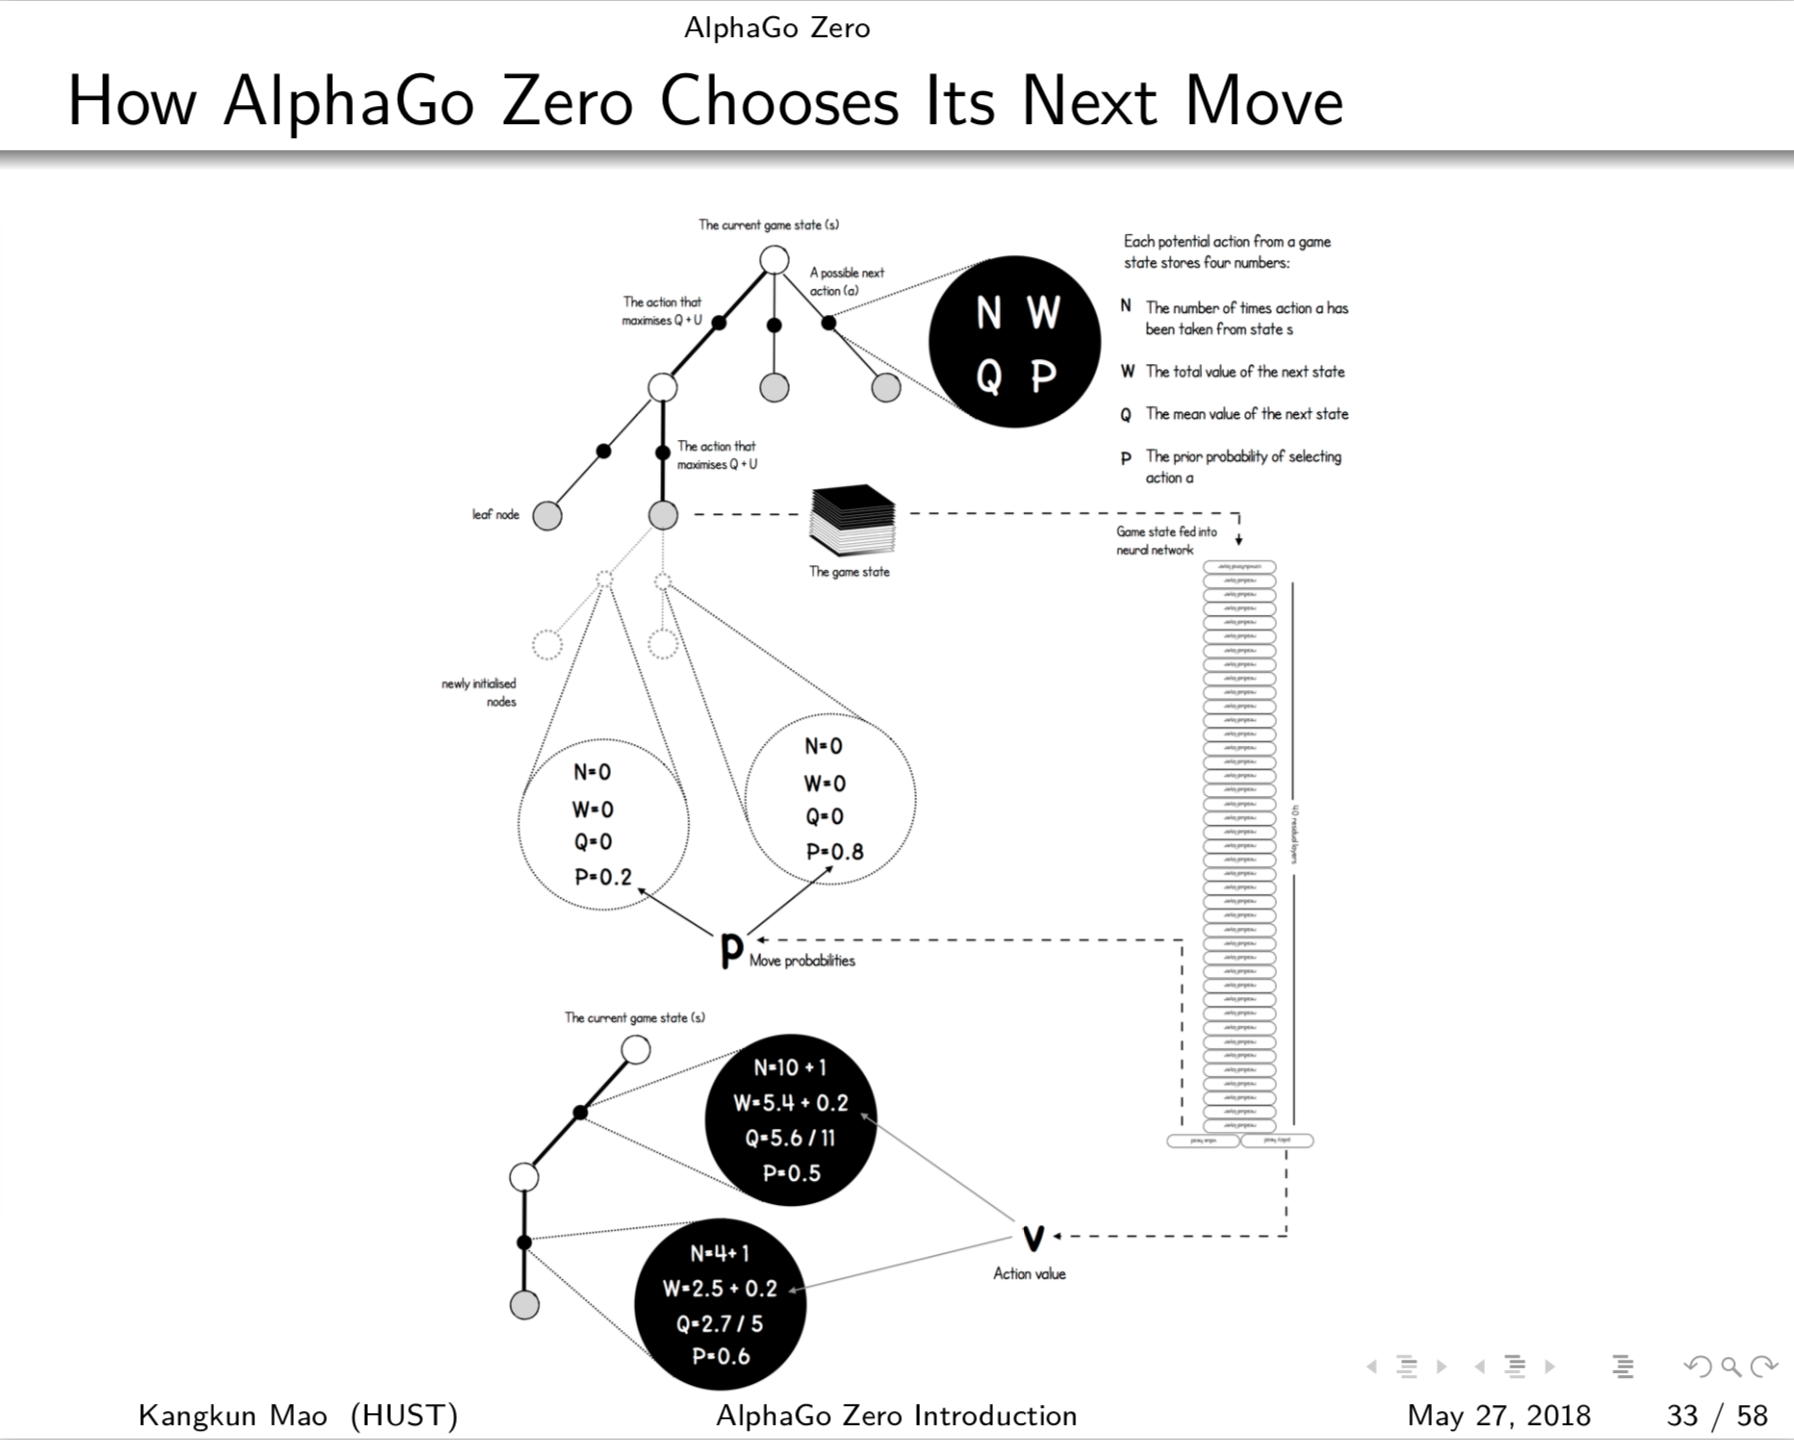 AlphaGo Zero
How AlphaGo Zero Chooses Its Next Move
The current game state (s)
A possible next
action (a)
The action that
maximises Q + U
N W
Q P
Each potential action from a game
state stores four numbers:
N The number of times action a has
been taken from state s
W The total value of the next state
Q The mean value of the next state
P The prior probability of selecting
action a
The action that
maximises Q + U
leaf node
The game state
Game state fed into
neural network
40 residual layers
newly initialised
nodes
N=0
W=0
Q=0
P=0.2
N=0
W=0
Q=0
P=0.8
p
Move probabilities
value head
policy head
The current game state (s)
N=10 + 1
W=5.4 + 0.2
Q=5.6 / 11
P=0.5
N=4+ 1
W=2.5 + 0.2
Q=2.7 / 5
P=0.6
v
Action value
Kangkun Mao (HUST)
AlphaGo Zero Introduction
May 27, 2018
33 / 58